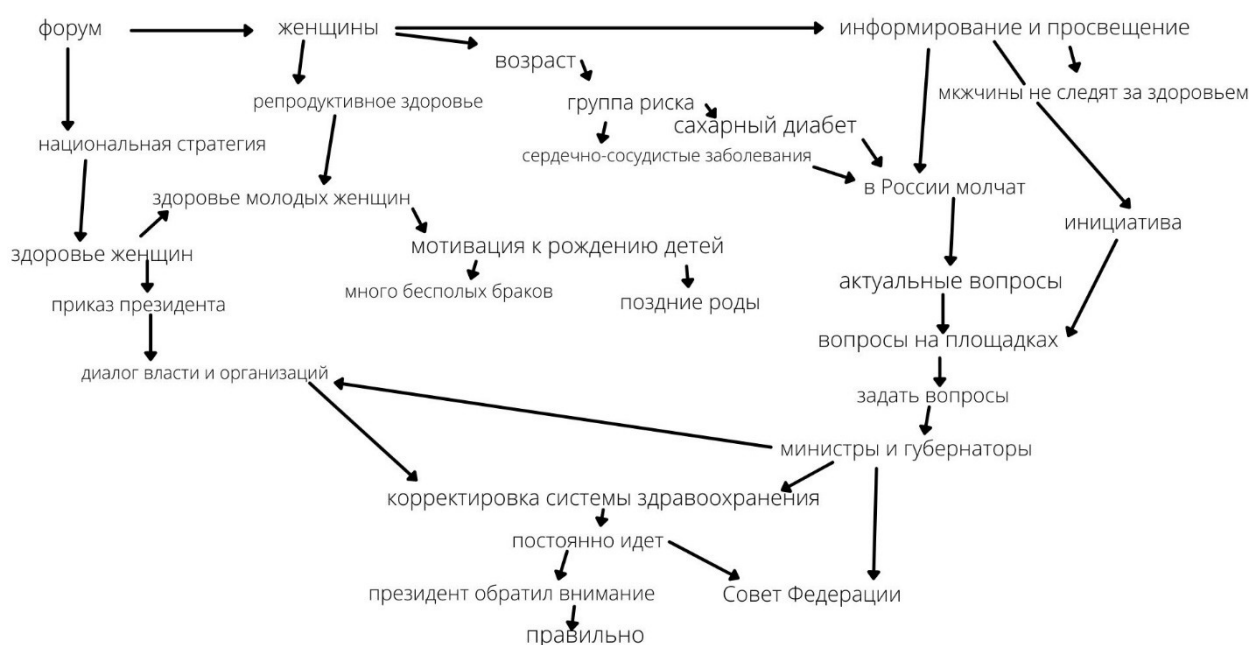 форум
женщины
информирование и просвещение
возраст
мкжчины не следят за здоровьем
репродуктивное здоровье
группа риска
сахарный диабет
национальная стратегия
сердечно-сосудистые заболевания
в России молчат
здоровье молодых женщин
инициатива
здоровье женщин
мотивация к рождению детей
актуальные вопросы
много бесполых браков
поздние роды
приказ президента
вопросы на площадках
диалог власти и организаций
задать вопросы
министры и губернаторы
корректировка системы здравоохранения
постоянно идет
президент обратил внимание
Совет Федерации
правильно